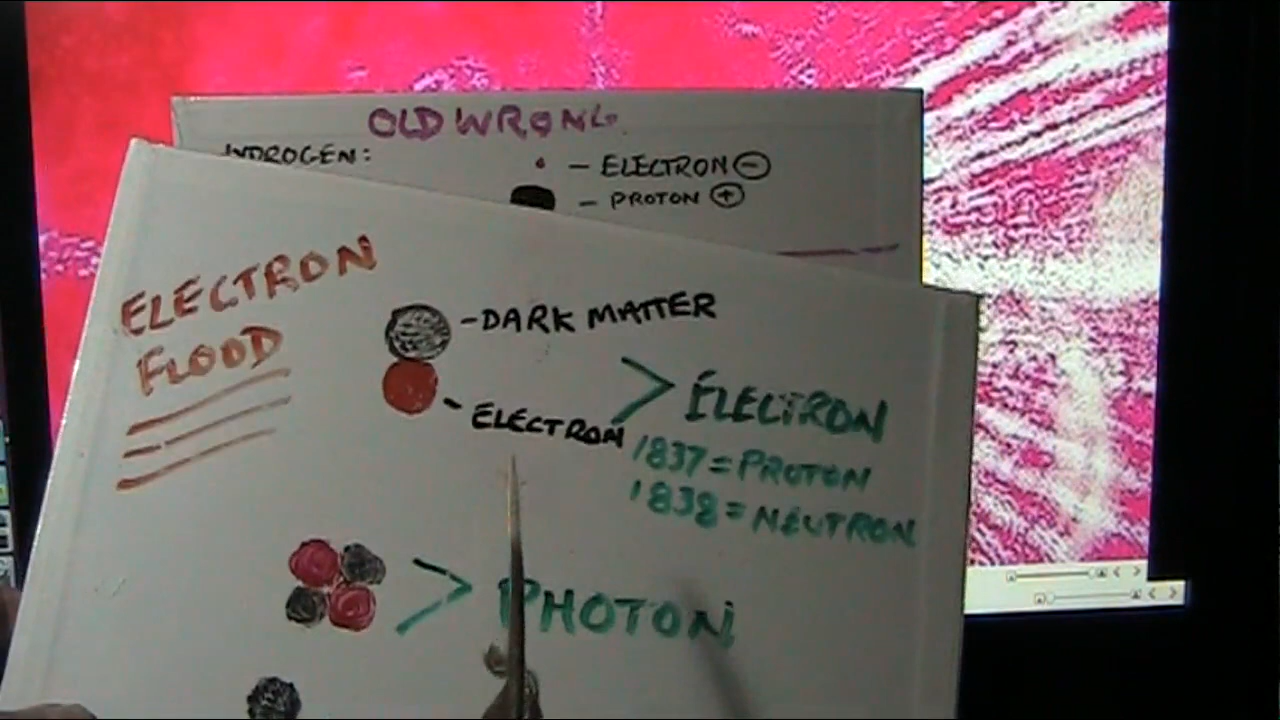 OLD WRONG
HYDROGEN:
– ELECTRON ⊖
– PROTON ⊕
ELECTRON
FLOOD
– DARK MATTER
– ELECTRON
> ELECTRON
1837 = PROTON
1838 = NEUTRON
> PHOTON